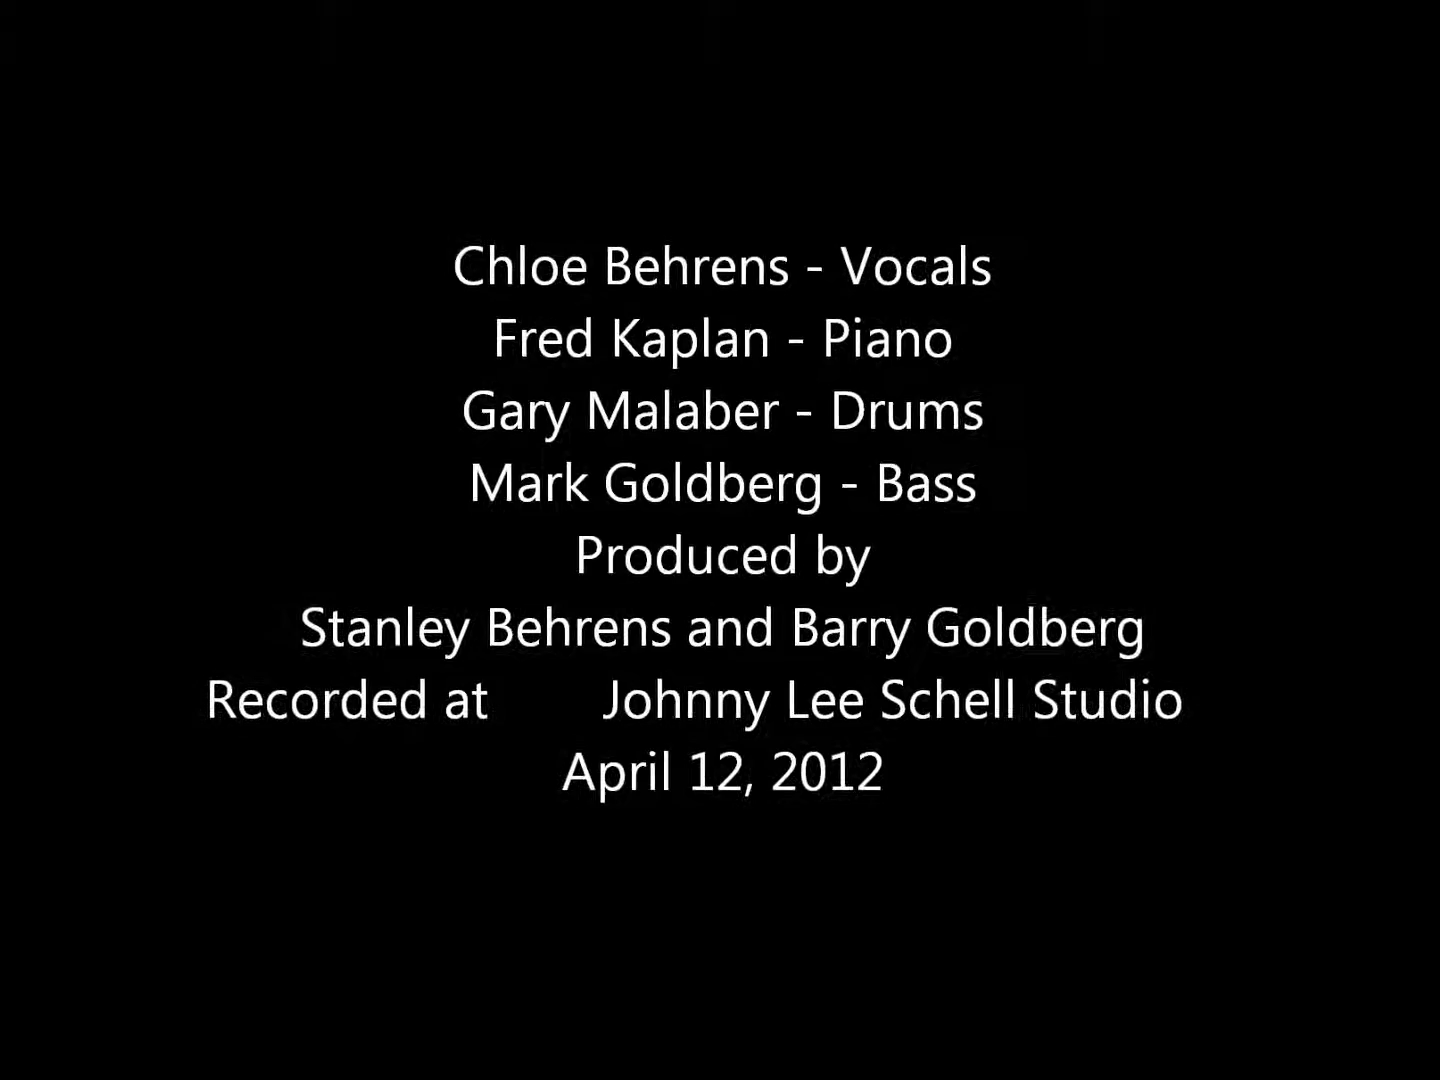 Chloe Behrens - Vocals
Fred Kaplan - Piano
Gary Malaber - Drums
Mark Goldberg - Bass
Produced by
Stanley Behrens and Barry Goldberg
Recorded at Johnny Lee Schell Studio
April 12, 2012